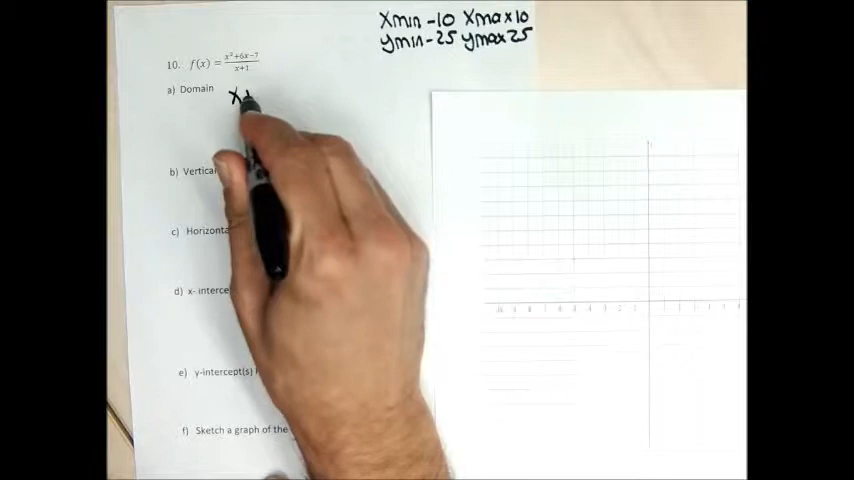 Xmin -10 Xmax 10
ymin -25 ymax 25
10. f(x) = x²+6x−7 / x+1
a) Domain X
b) Vertica
c) Horizonta
d) x- interce
e) y-intercept(s)
f) Sketch a graph of the